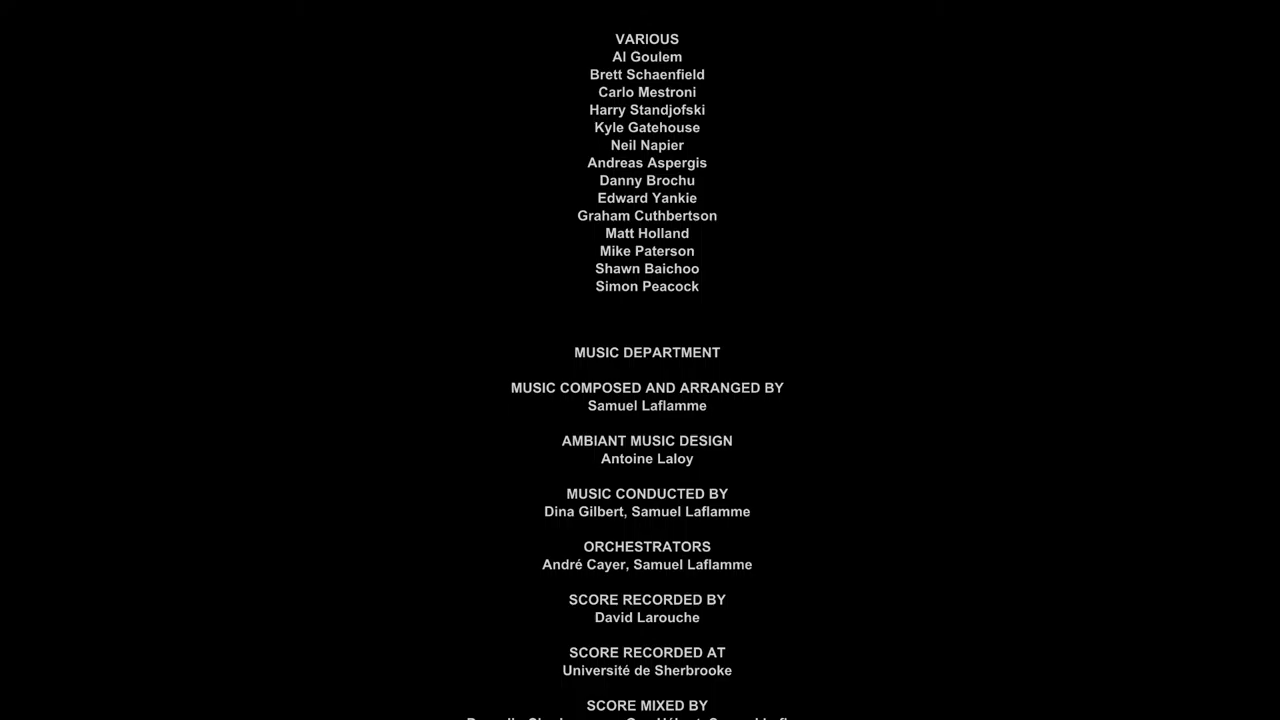 VARIOUS
Al Goulem
Brett Schaenfield
Carlo Mestroni
Harry Standjofski
Kyle Gatehouse
Neil Napier
Andreas Aspergis
Danny Brochu
Edward Yankie
Graham Cuthbertson
Matt Holland
Mike Paterson
Shawn Baichoo
Simon Peacock
MUSIC DEPARTMENT
MUSIC COMPOSED AND ARRANGED BY
Samuel Laflamme
AMBIANT MUSIC DESIGN
Antoine Laloy
MUSIC CONDUCTED BY
Dina Gilbert, Samuel Laflamme
ORCHESTRATORS
André Cayer, Samuel Laflamme
SCORE RECORDED BY
David Larouche
SCORE RECORDED AT
Université de Sherbrooke
SCORE MIXED BY